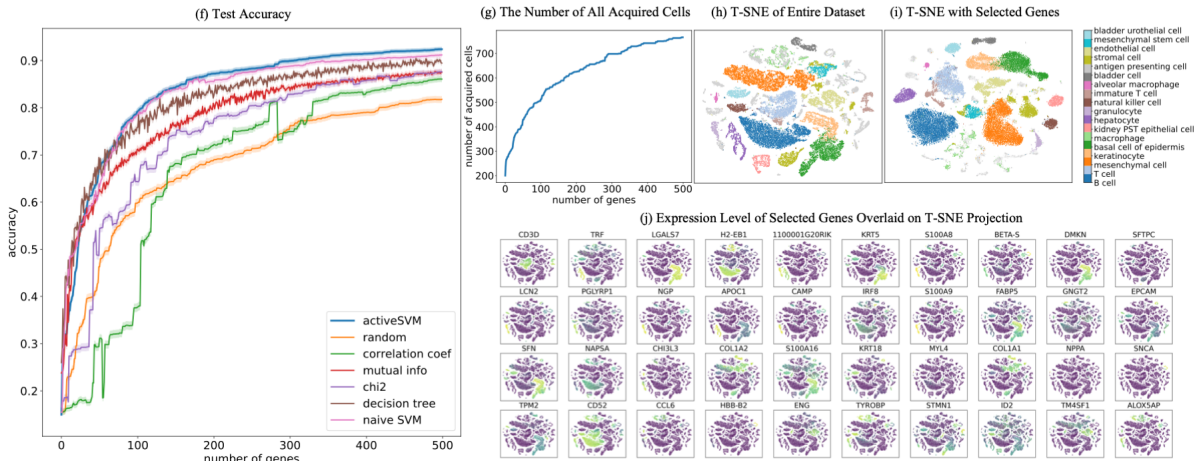 (f) Test Accuracy
accuracy
0.9
0.8
0.7
0.6
0.5
0.4
0.3
0.2
0 100 200 300 400 500
number of genes
activeSVM
random
correlation coef
mutual info
chi2
decision tree
naive SVM
(g) The Number of All Acquired Cells
number of acquired cells
700
600
500
400
300
200
0 100 200 300 400 500
number of genes
(h) T-SNE of Entire Dataset
(i) T-SNE with Selected Genes
bladder urothelial cell
mesenchymal stem cell
endothelial cell
stromal cell
antigen presenting cell
bladder cell
alveolar macrophage
immature T cell
natural killer cell
granulocyte
hepatocyte
kidney PST epithelial cell
macrophage
basal cell of epidermis
keratinocyte
mesenchymal cell
T cell
B cell
(j) Expression Level of Selected Genes Overlaid on T-SNE Projection
CD3D TRF LGALS7 H2-EB1 1100001G20RIK KRT5 S100A8 BETA-S DMKN SFTPC
LCN2 PGLYRP1 NGP APOC1 CAMP IRF8 S100A9 FABP5 GNGT2 EPCAM
SFN NAPSA CHI3L3 COL1A2 S100A16 KRT18 MYL4 COL1A1 NPPA SNCA
TPM2 CD52 CCL6 HBB-B2 ENG TYROBP STMN1 ID2 TM4SF1 ALOX5AP